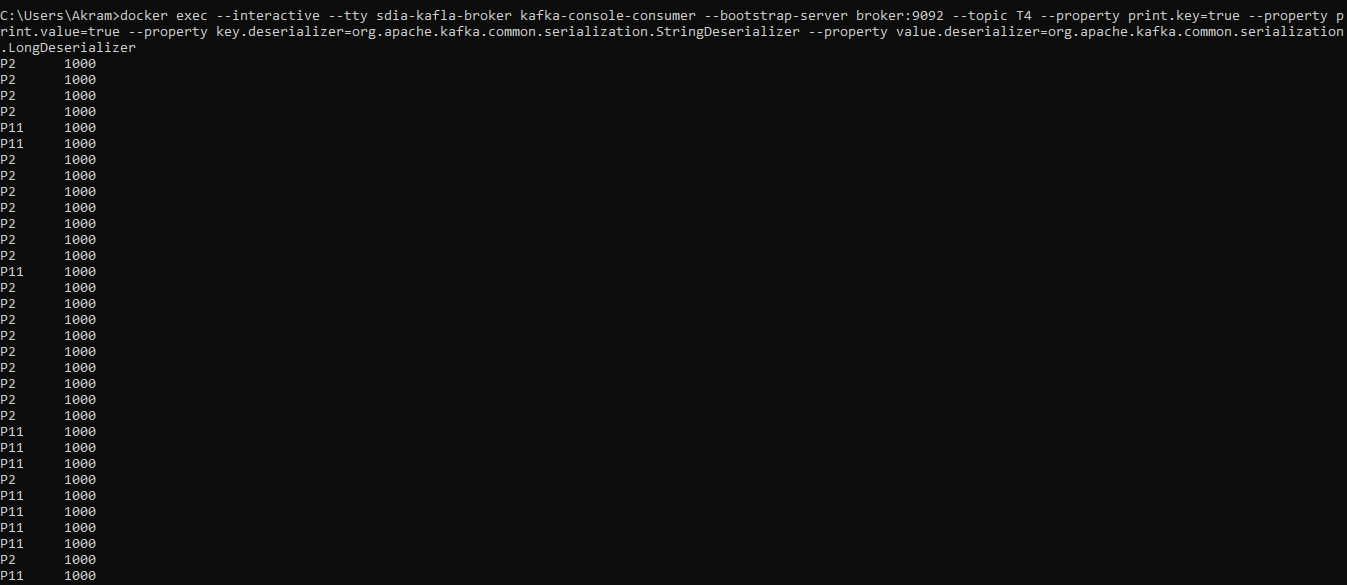 C:\Users\Akram>docker exec --interactive --tty sdia-kafla-broker kafka-console-consumer --bootstrap-server broker:9092 --topic T4 --property print.key=true --property p
rint.value=true --property key.deserializer=org.apache.kafka.common.serialization.StringDeserializer --property value.deserializer=org.apache.kafka.common.serialization
.LongDeserializer
P2      1000
P2      1000
P2      1000
P2      1000
P11     1000
P11     1000
P2      1000
P2      1000
P2      1000
P2      1000
P2      1000
P2      1000
P2      1000
P11     1000
P2      1000
P2      1000
P2      1000
P2      1000
P2      1000
P2      1000
P2      1000
P2      1000
P2      1000
P11     1000
P11     1000
P11     1000
P2      1000
P11     1000
P11     1000
P11     1000
P11     1000
P2      1000
P11     1000